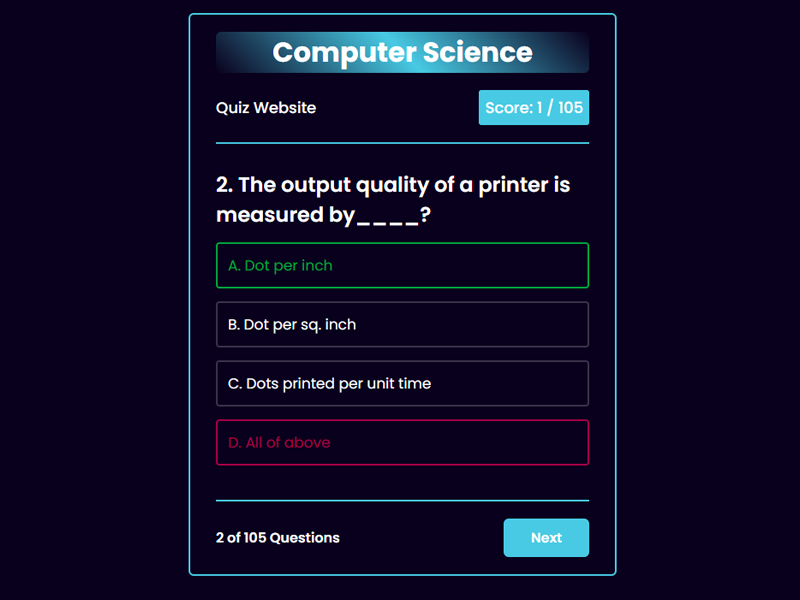 Computer Science
Quiz Website
Score: 1 / 105
2. The output quality of a printer is
measured by____?
A. Dot per inch
B. Dot per sq. inch
C. Dots printed per unit time
D. All of above
2 of 105 Questions
Next